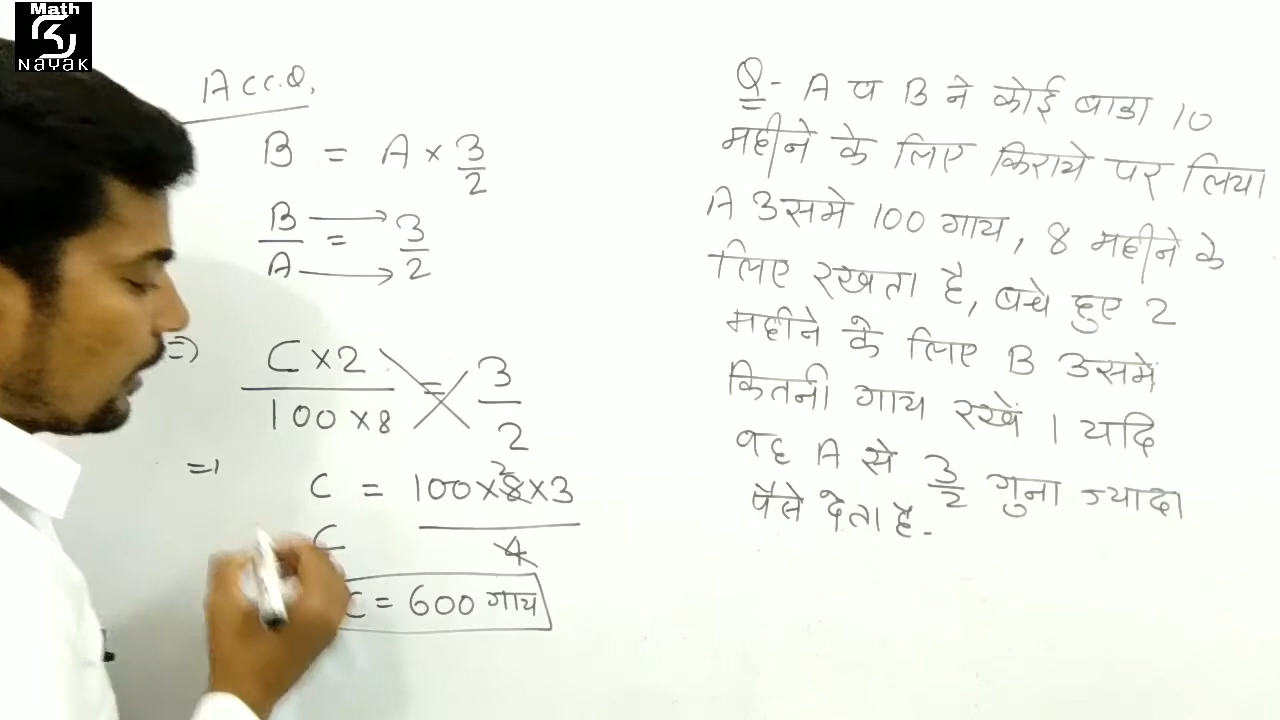 Math
NayaK
Acc.Q.
B = A × 3/2
B/A = 3/2
=) C×2 / 100×8 = 3/2
=) C = 100×8×3 / 4
2
C
C = 600 गाय
Q- A व B ने कोई बाडा 10
महीने के लिए किराये पर लिया
A उसमे 100 गाय, 8 महीने के
लिए रखता है, बचे हुए 2
महीने के लिए B उसमें
कितनी गाय रखें । यदि
वह A से 3/2 गुना ज्यादा
पैसे देता है.